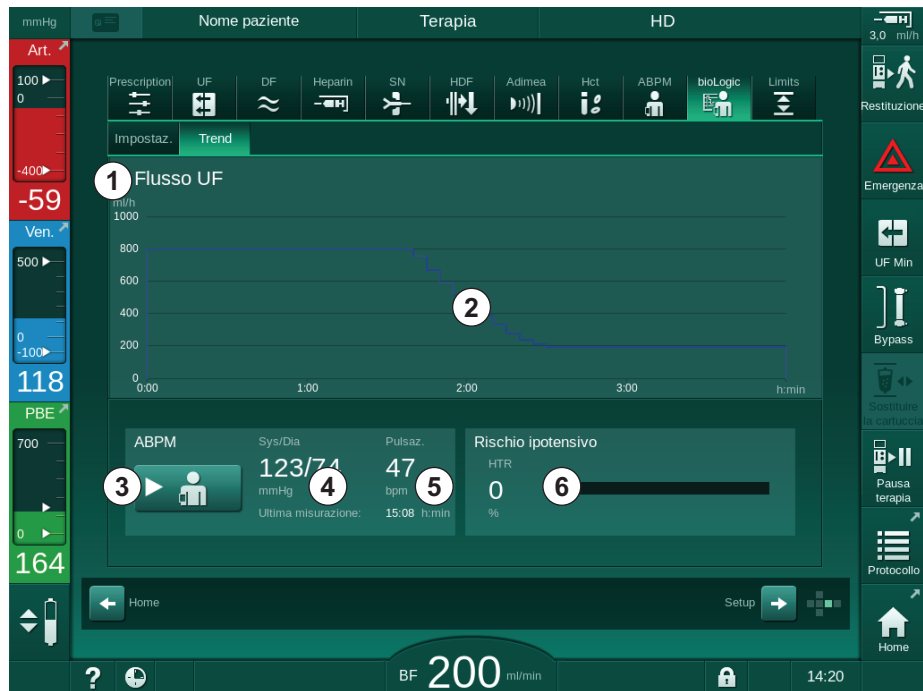 mmHg
Nome paziente
Terapia
HD
3,0 ml/h
Art.
100
0
-400
-59
Ven.
500
0
-100
118
PBE
700
0
164
Prescription
UF
DF
Heparin
SN
HDF
Adimea
Hct
ABPM
bioLogic
Limits
Impostaz.
Trend
1
Flusso UF
ml/h
1000
800
600
400
200
0
2
0:00
1:00
2:00
3:00
h:min
ABPM
Sys/Dia
Pulsaz.
3
123/74
4
47
5
mmHg
bpm
Ultima misurazione:
15:08 h:min
Rischio ipotensivo
HTR
0
6
%
Home
Setup
Restituzione
Emergenza
UF Min
Bypass
Sostituire
la cartuccia
Pausa
terapia
Protocollo
Home
?
BF 200 ml/min
14:20